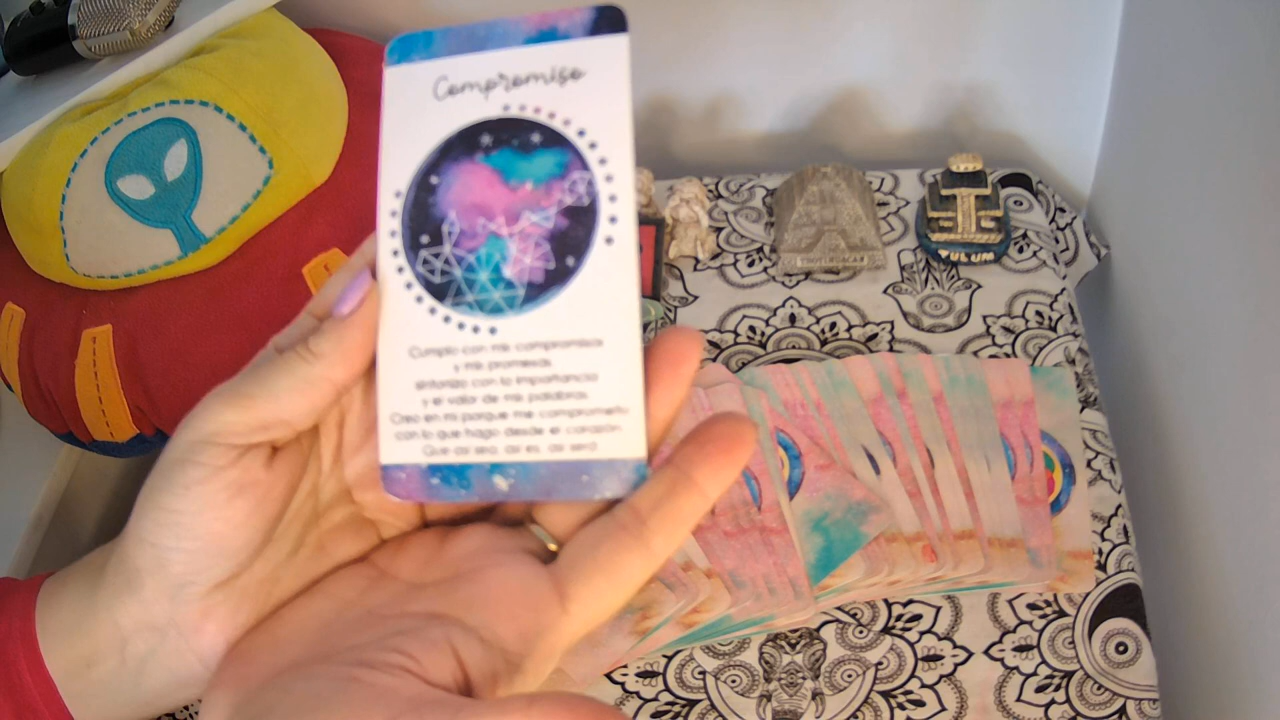 Compromiso
Cumplo con mis compromisos
y mis promesas
sintonizo con la importancia
y el valor de mis palabras
Creo en mi porque me comprometo
con lo que hago desde el corazón
Que así sea, así es, así será
TEOTIHUACAN
TULUM